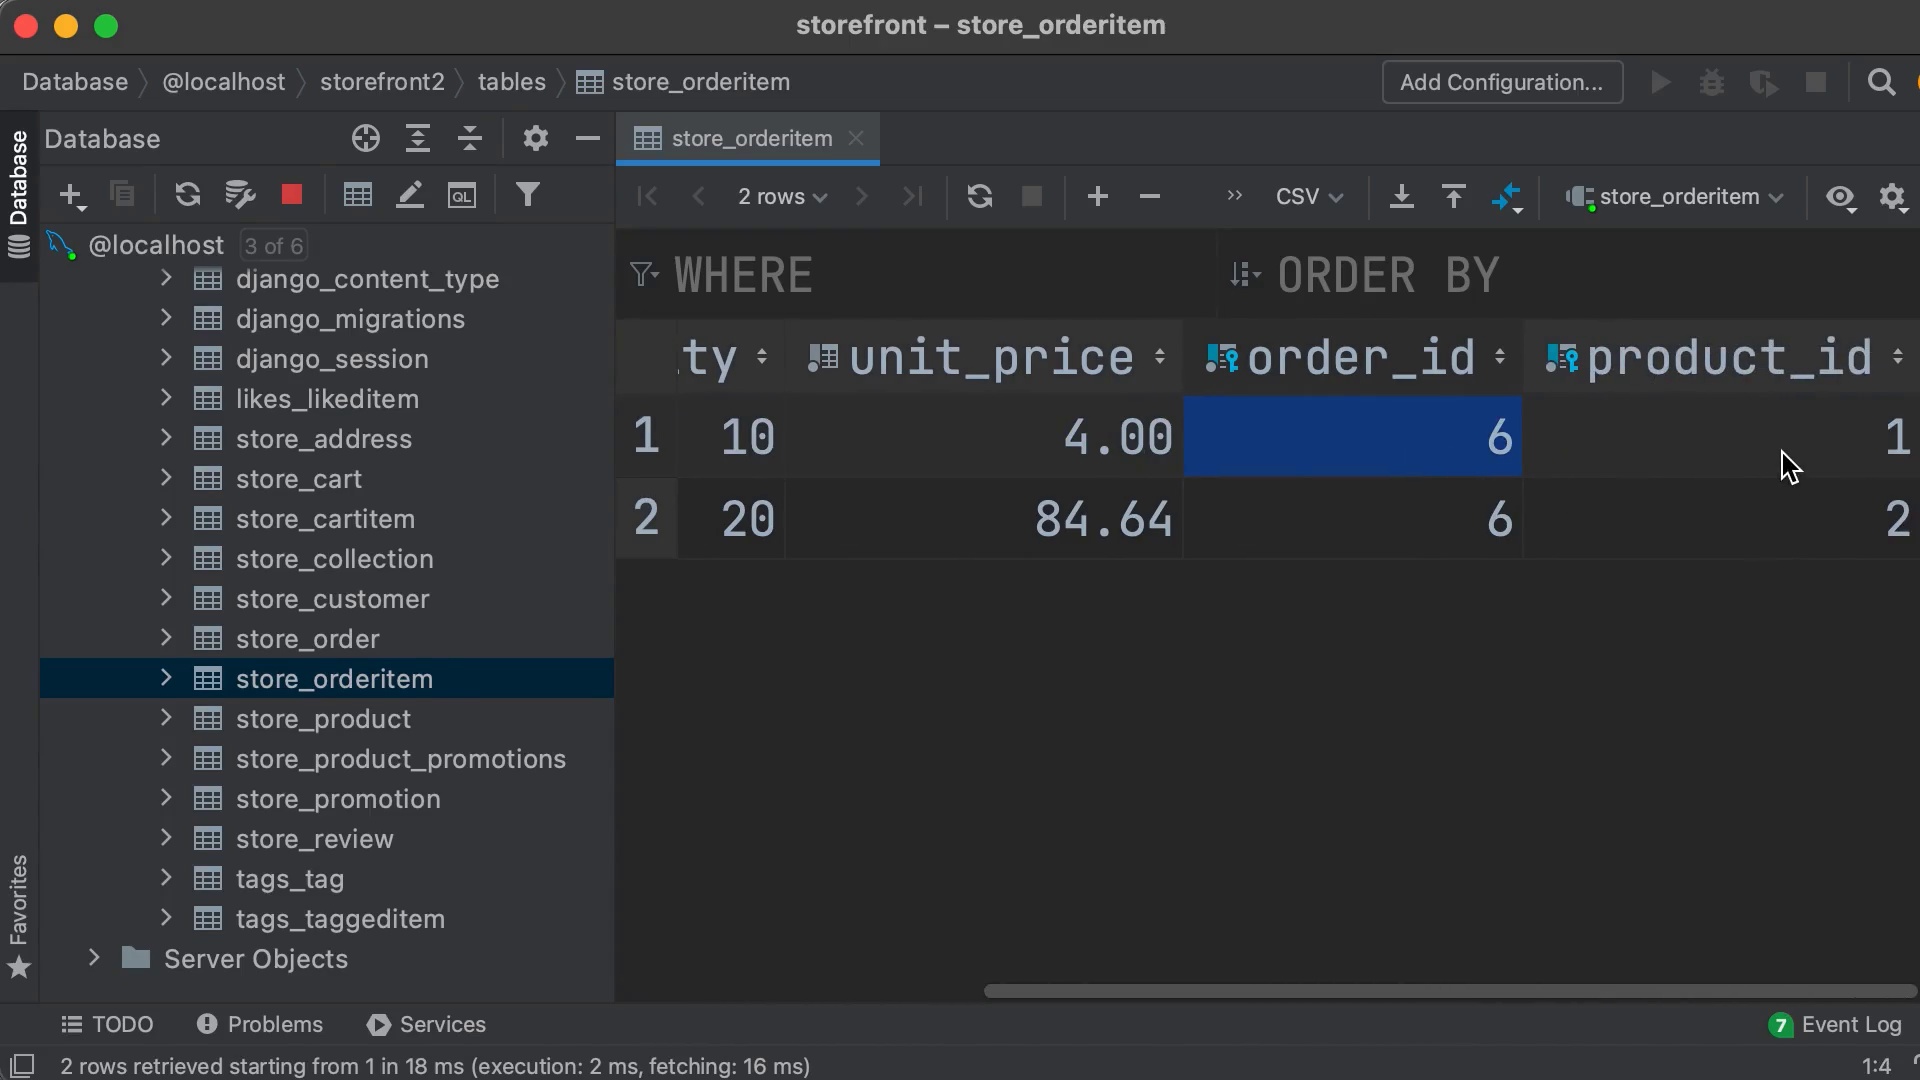 storefront – store_orderitem
Database @localhost storefront2 tables store_orderitem Add Configuration...
Database
Database
store_orderitem
QL
2 rows CSV store_orderitem
@localhost 3 of 6
WHERE ORDER BY
django_content_type
django_migrations
django_session
likes_likeditem
store_address
store_cart
store_cartitem
store_collection
store_customer
store_order
store_orderitem
store_product
store_product_promotions
store_promotion
store_review
tags_tag
tags_taggeditem
Server Objects
ty unit_price order_id product_id
1 10 4.00 6 1
2 20 84.64 6 2
Favorites
TODO Problems Services 7 Event Log
2 rows retrieved starting from 1 in 18 ms (execution: 2 ms, fetching: 16 ms) 1:4